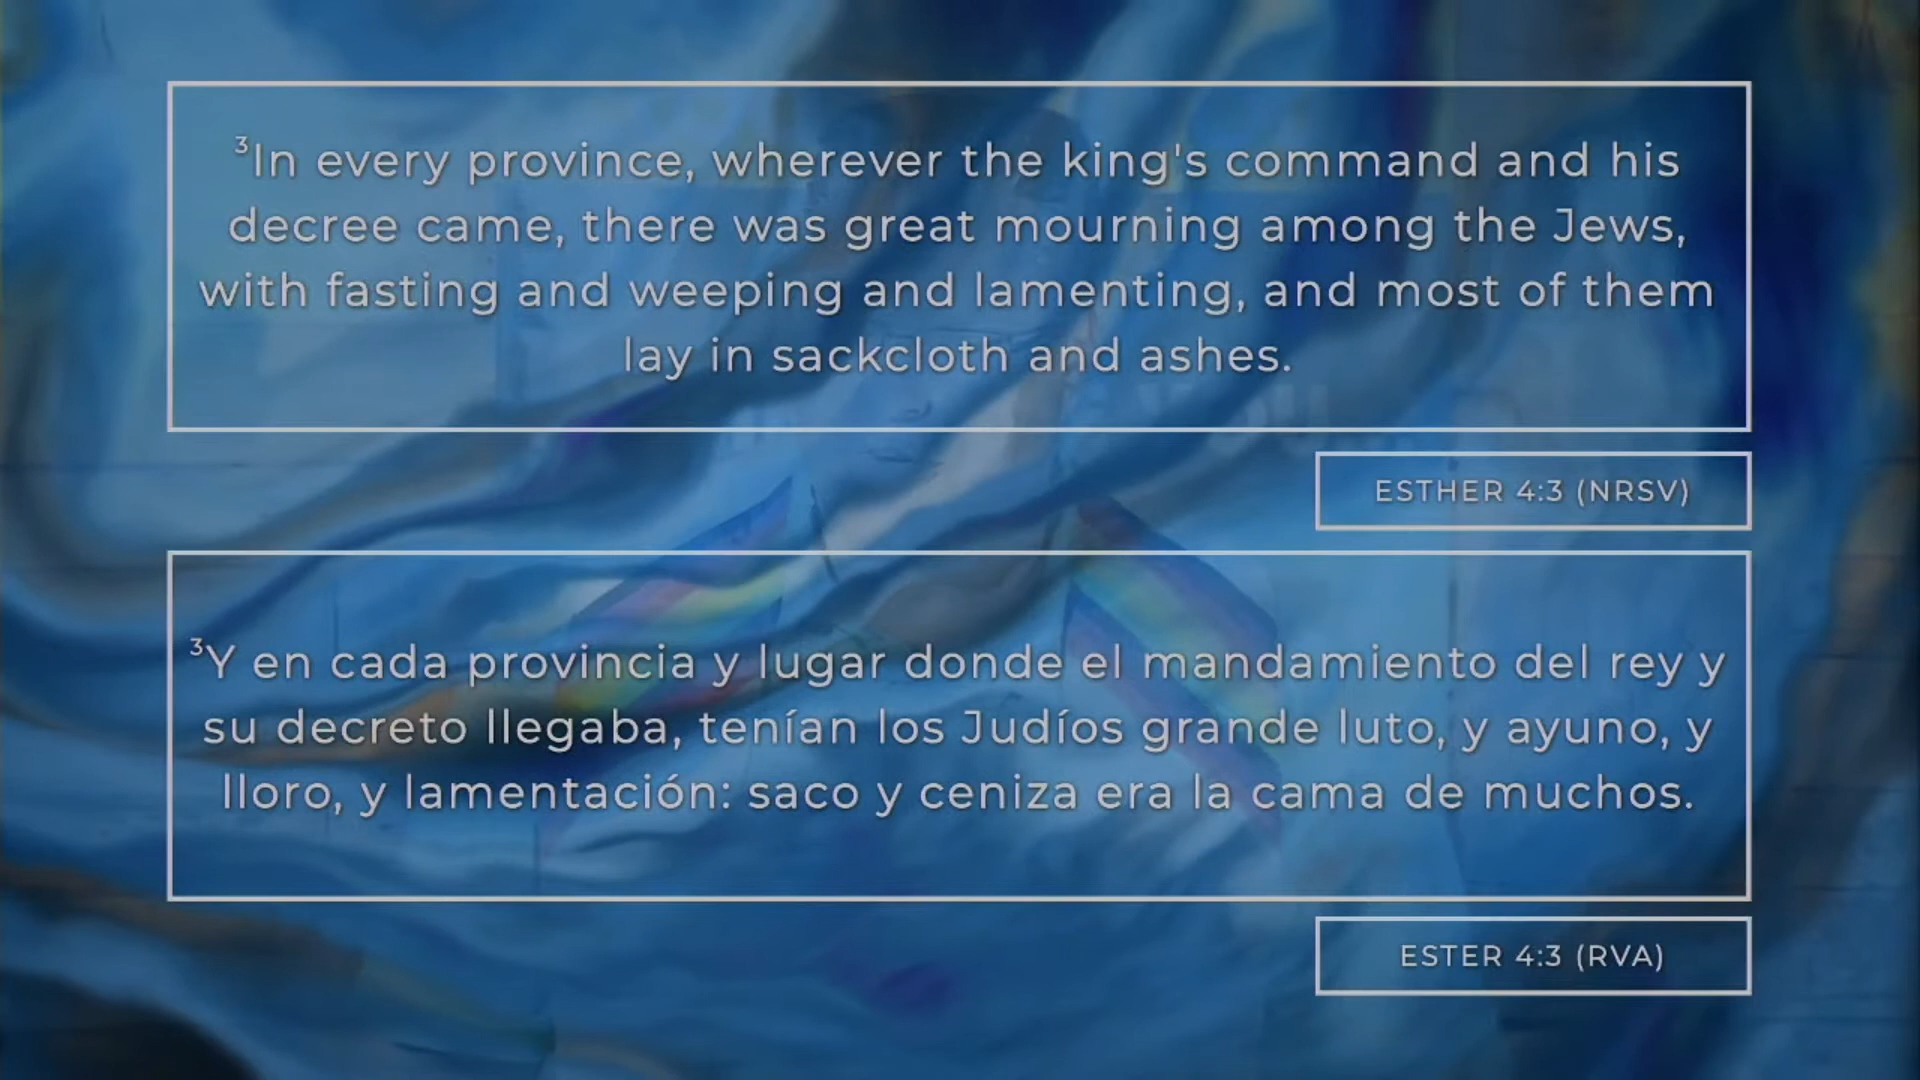 ³In every province, wherever the king's command and his
decree came, there was great mourning among the Jews,
with fasting and weeping and lamenting, and most of them
lay in sackcloth and ashes.
ESTHER 4:3 (NRSV)
³Y en cada provincia y lugar donde el mandamiento del rey y
su decreto llegaba, tenían los Judíos grande luto, y ayuno, y
lloro, y lamentación: saco y ceniza era la cama de muchos.
ESTER 4:3 (RVA)